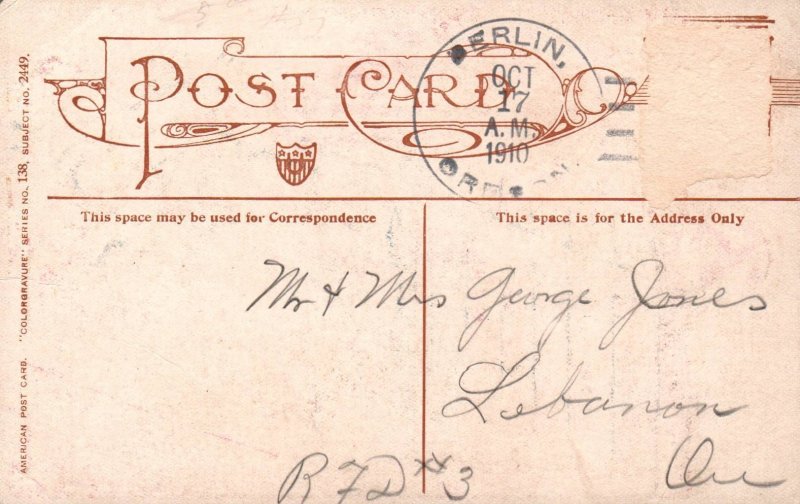 POST CARD
BERLIN,
OCT
17
A.M.
1910
OREGON.
This space may be used for Correspondence
This space is for the Address Only
Mr & Mrs George Jones
Lebanon
Ore
R F D # 3
AMERICAN POST CARD. "COLORGRAVURE" SERIES NO. 138, SUBJECT NO. 2449.